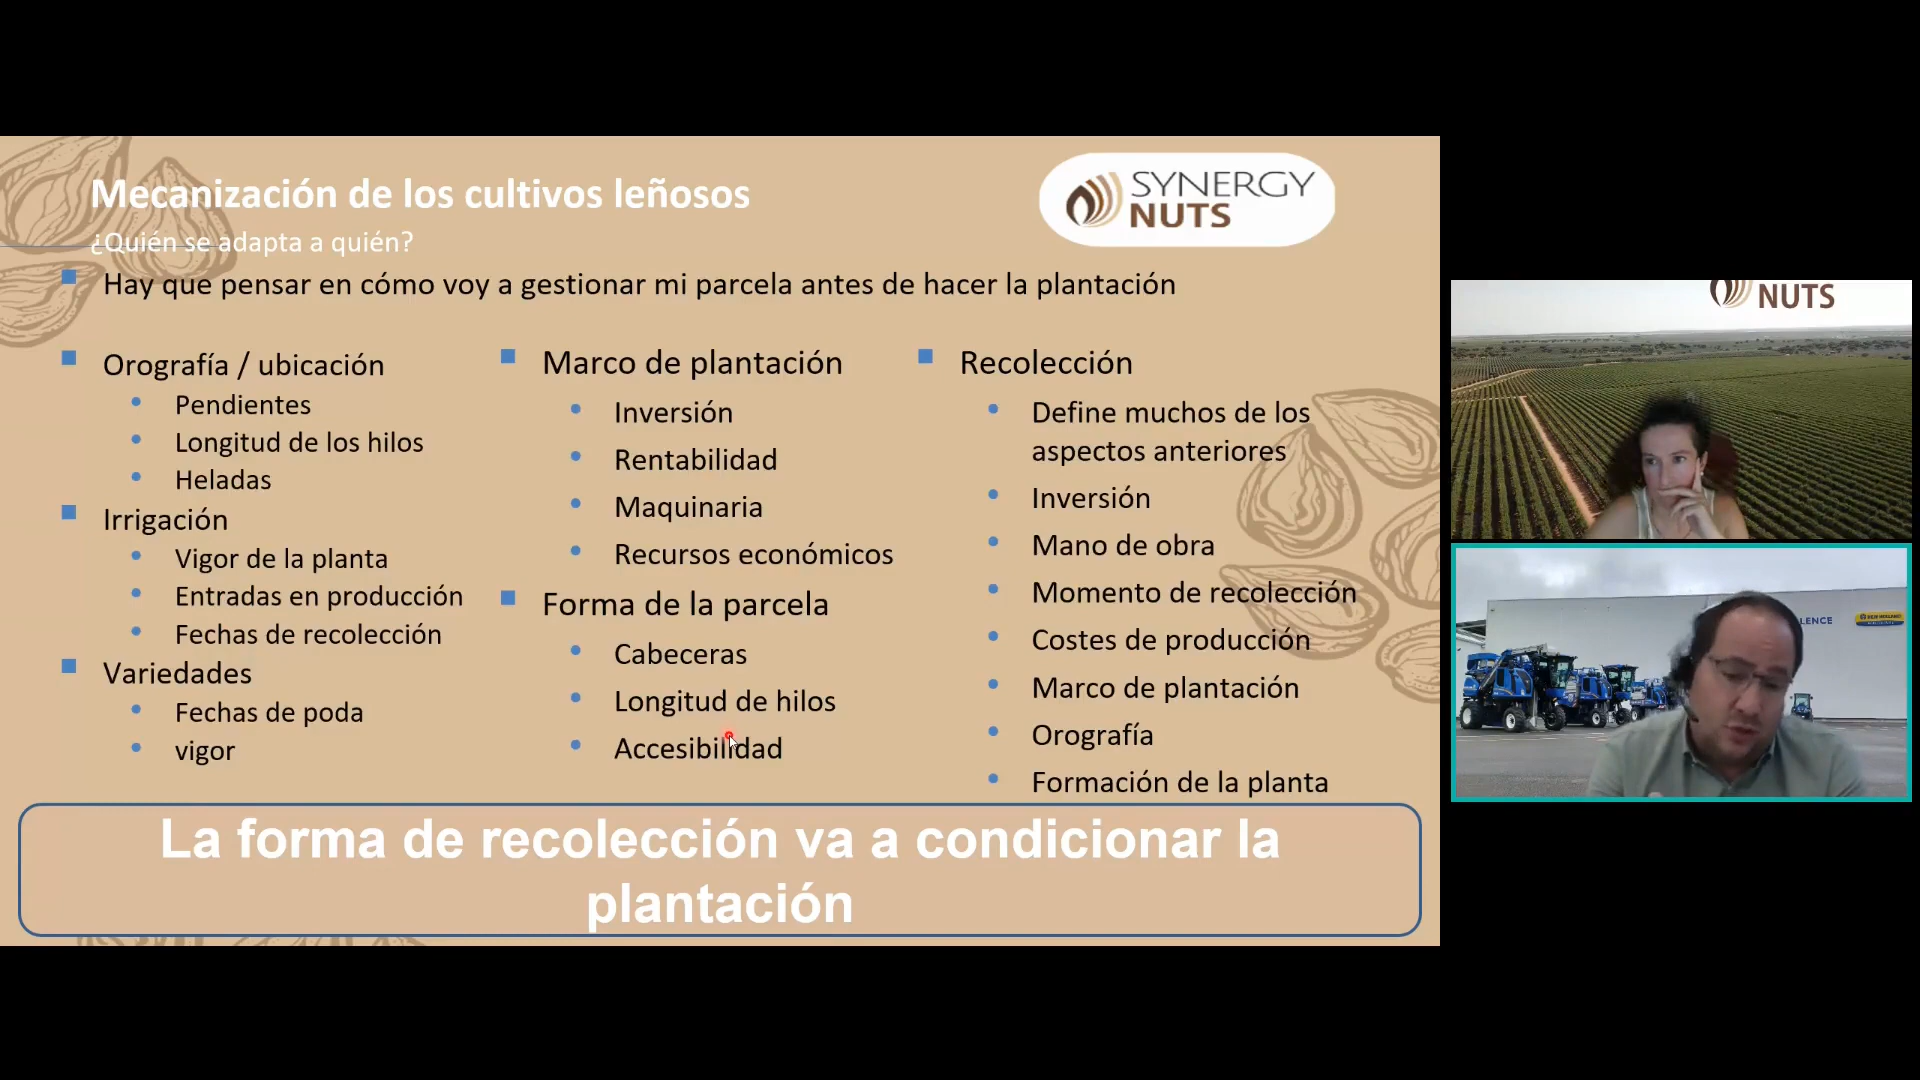 Mecanización de los cultivos leñosos
¿Quién se adapta a quién?
SYNERGY
NUTS
Hay que pensar en cómo voy a gestionar mi parcela antes de hacer la plantación
Orografía / ubicación
Pendientes
Longitud de los hilos
Heladas
Irrigación
Vigor de la planta
Entradas en producción
Fechas de recolección
Variedades
Fechas de poda
vigor
Marco de plantación
Inversión
Rentabilidad
Maquinaria
Recursos económicos
Forma de la parcela
Cabeceras
Longitud de hilos
Accesibilidad
Recolección
Define muchos de los
aspectos anteriores
Inversión
Mano de obra
Momento de recolección
Costes de producción
Marco de plantación
Orografía
Formación de la planta
La forma de recolección va a condicionar la
plantación
NUTS
LENCE
NEW HOLLAND